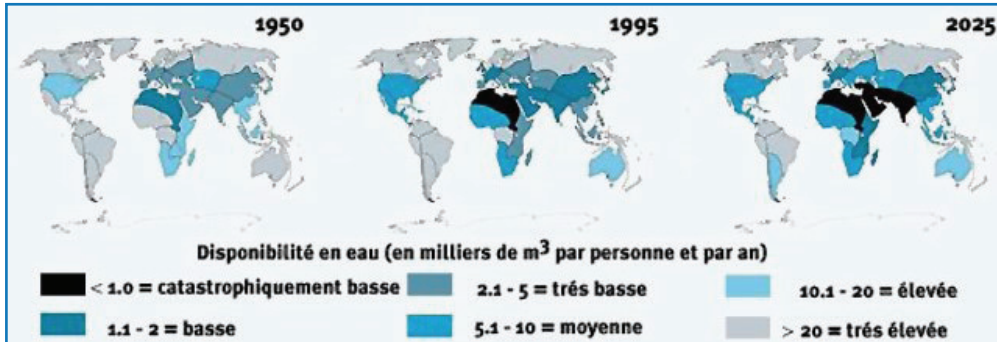 1950 1995 2025
Disponibilité en eau (en milliers de m³ par personne et par an)
< 1.0 = catastrophiquement basse 2.1 - 5 = trés basse 10.1 - 20 = élevée
1.1 - 2 = basse 5.1 - 10 = moyenne > 20 = trés élevée